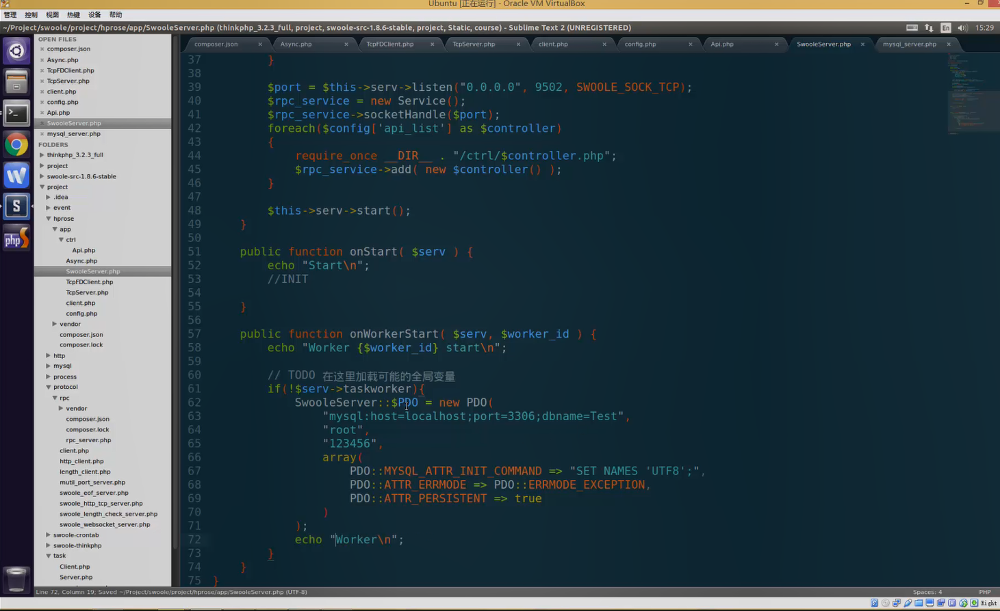 Ubuntu [正在运行] - Oracle VM VirtualBox
管理 控制 视图 热键 设备 帮助
~/Project/swoole/project/hprose/app/SwooleServer.php (thinkphp_3.2.3_full, project, swoole-src-1.8.6-stable, project, Static, course) - Sublime Text 2 (UNREGISTERED)
En 15:29
OPEN FILES
composer.json
Async.php
TcpFDClient.php
TcpServer.php
client.php
config.php
Api.php
SwooleServer.php
mysql_server.php
FOLDERS
thinkphp_3.2.3_full
project
swoole-src-1.8.6-stable
project
.idea
event
hprose
app
ctrl
Api.php
Async.php
SwooleServer.php
TcpFDClient.php
TcpServer.php
client.php
config.php
vendor
composer.json
composer.lock
http
mysql
process
protocol
rpc
vendor
composer.json
composer.lock
rpc_server.php
client.php
http_client.php
length_client.php
mutil_port_server.php
swoole_eof_server.php
swoole_http_tcp_server.php
swoole_length_check_server.php
swoole_websocket_server.php
swoole-crontab
swoole-thinkphp
task
Client.php
Server.php
composer.json Async.php TcpFDClient.php TcpServer.php client.php config.php Api.php SwooleServer.php mysql_server.php
37 }
38
39 $port = $this->serv->listen("0.0.0.0", 9502, SWOOLE_SOCK_TCP);
40 $rpc_service = new Service();
41 $rpc_service->socketHandle($port);
42 foreach($config['api_list'] as $controller)
43 {
44 require_once __DIR__ . "/ctrl/$controller.php";
45 $rpc_service->add( new $controller() );
46 }
47
48 $this->serv->start();
49 }
50
51 public function onStart( $serv ) {
52 echo "Start\n";
53 //INIT
54
55 }
56
57 public function onWorkerStart( $serv, $worker_id ) {
58 echo "Worker {$worker_id} start\n";
59
60 // TODO 在这里加载可能的全局变量
61 if(!$serv->taskworker){
62 SwooleServer::$PDO = new PDO(
63 "mysql:host=localhost;port=3306;dbname=Test",
64 "root",
65 "123456",
66 array(
67 PDO::MYSQL_ATTR_INIT_COMMAND => "SET NAMES 'UTF8';",
68 PDO::ATTR_ERRMODE => PDO::ERRMODE_EXCEPTION,
69 PDO::ATTR_PERSISTENT => true
70 )
71 );
72 echo "Worker\n";
73 }
74 }
75 }
Line 72, Column 19; Saved ~/Project/swoole/project/hprose/app/SwooleServer.php (UTF-8) Spaces: 4 PHP
Right